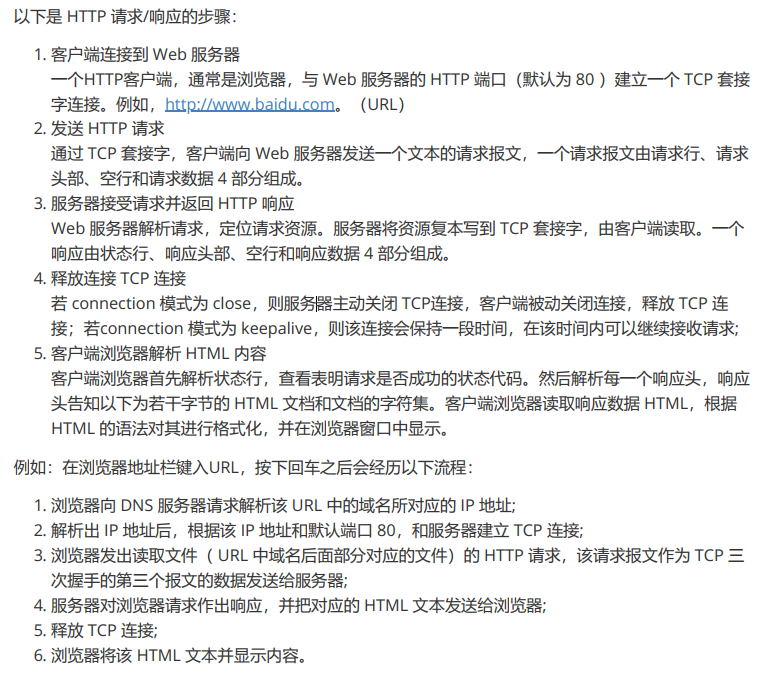 以下是 HTTP 请求/响应的步骤：
1. 客户端连接到 Web 服务器
一个HTTP客户端，通常是浏览器，与 Web 服务器的 HTTP 端口（默认为 80 ）建立一个 TCP 套接
字连接。例如，http://www.baidu.com。（URL）
2. 发送 HTTP 请求
通过 TCP 套接字，客户端向 Web 服务器发送一个文本的请求报文，一个请求报文由请求行、请求
头部、空行和请求数据 4 部分组成。
3. 服务器接受请求并返回 HTTP 响应
Web 服务器解析请求，定位请求资源。服务器将资源复本写到 TCP 套接字，由客户端读取。一个
响应由状态行、响应头部、空行和响应数据 4 部分组成。
4. 释放连接 TCP 连接
若 connection 模式为 close，则服务器主动关闭 TCP连接，客户端被动关闭连接，释放 TCP 连
接；若connection 模式为 keepalive，则该连接会保持一段时间，在该时间内可以继续接收请求;
5. 客户端浏览器解析 HTML 内容
客户端浏览器首先解析状态行，查看表明请求是否成功的状态代码。然后解析每一个响应头，响应
头告知以下为若干字节的 HTML 文档和文档的字符集。客户端浏览器读取响应数据 HTML，根据
HTML 的语法对其进行格式化，并在浏览器窗口中显示。
例如：在浏览器地址栏键入URL，按下回车之后会经历以下流程：
1. 浏览器向 DNS 服务器请求解析该 URL 中的域名所对应的 IP 地址;
2. 解析出 IP 地址后，根据该 IP 地址和默认端口 80，和服务器建立 TCP 连接;
3. 浏览器发出读取文件（ URL 中域名后面部分对应的文件）的 HTTP 请求，该请求报文作为 TCP 三
次握手的第三个报文的数据发送给服务器;
4. 服务器对浏览器请求作出响应，并把对应的 HTML 文本发送给浏览器;
5. 释放 TCP 连接;
6. 浏览器将该 HTML 文本并显示内容。